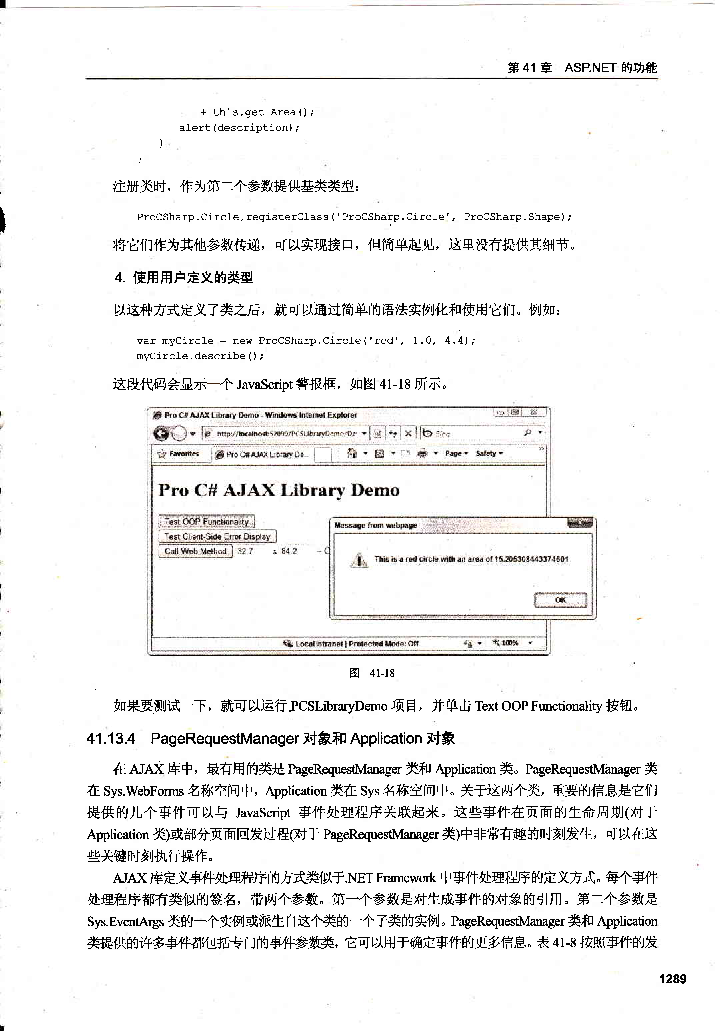 第 41 章 ASP.NET 的功能
+ this.get_Area();
alert(description);
}
注册类时，作为第二个参数提供基类类型：
ProCSharp.Circle.registerClass('ProCSharp.Circle', ProCSharp.Shape);
将它们作为其他参数传递，可以实现接口，但简单起见，这里没有提供其细节。
4. 使用用户定义的类型
以这种方式定义了类之后，就可以通过简单的语法实例化和使用它们。例如：
var myCircle = new ProCSharp.Circle('red', 1.0, 4.4);
myCircle.describe();
这段代码会显示一个 JavaScript 警报框，如图 41-18 所示。
Pro C# AJAX Library Demo - Windows Internet Explorer
Bing
Favorites Pro C# AJAX Library De... Page Safety
Pro C# AJAX Library Demo
Test OOP Functionality
Test Client-Side Error Display
Call Web Method 32.7 x 64.2
Message from webpage
This is a red circle with an area of 15.205308443374601
OK
Local intranet | Protected Mode: Off 100%
图 41-18
如果要测试一下，就可以运行 PCSLibraryDemo 项目，并单击 Text OOP Functionality 按钮。
41.13.4 PageRequestManager 对象和 Application 对象
在 AJAX 库中，最有用的类是 PageRequestManager 类和 Application 类。PageRequestManager 类
在 Sys.WebForms 名称空间中，Application 类在 Sys 名称空间中。关于这两个类，重要的信息是它们
提供的几个事件可以与 JavaScript 事件处理程序关联起来。这些事件在页面的生命周期(对于
Application 类)或部分页面回发过程(对于 PageRequestManager 类)中非常有趣的时刻发生，可以在这
些关键时刻执行操作。
AJAX 库定义事件处理程序的方式类似于.NET Framework 中事件处理程序的定义方式。每个事件
处理程序都有类似的签名，带两个参数。第一个参数是对生成事件的对象的引用。第二个参数是
Sys.EventArgs 类的一个实例或派生自这个类的一个子类的实例。PageRequestManager 类和 Application
类提供的许多事件都包括专门的事件参数类，它可以用于确定事件的更多信息。表 41-8 按照事件的发
1289